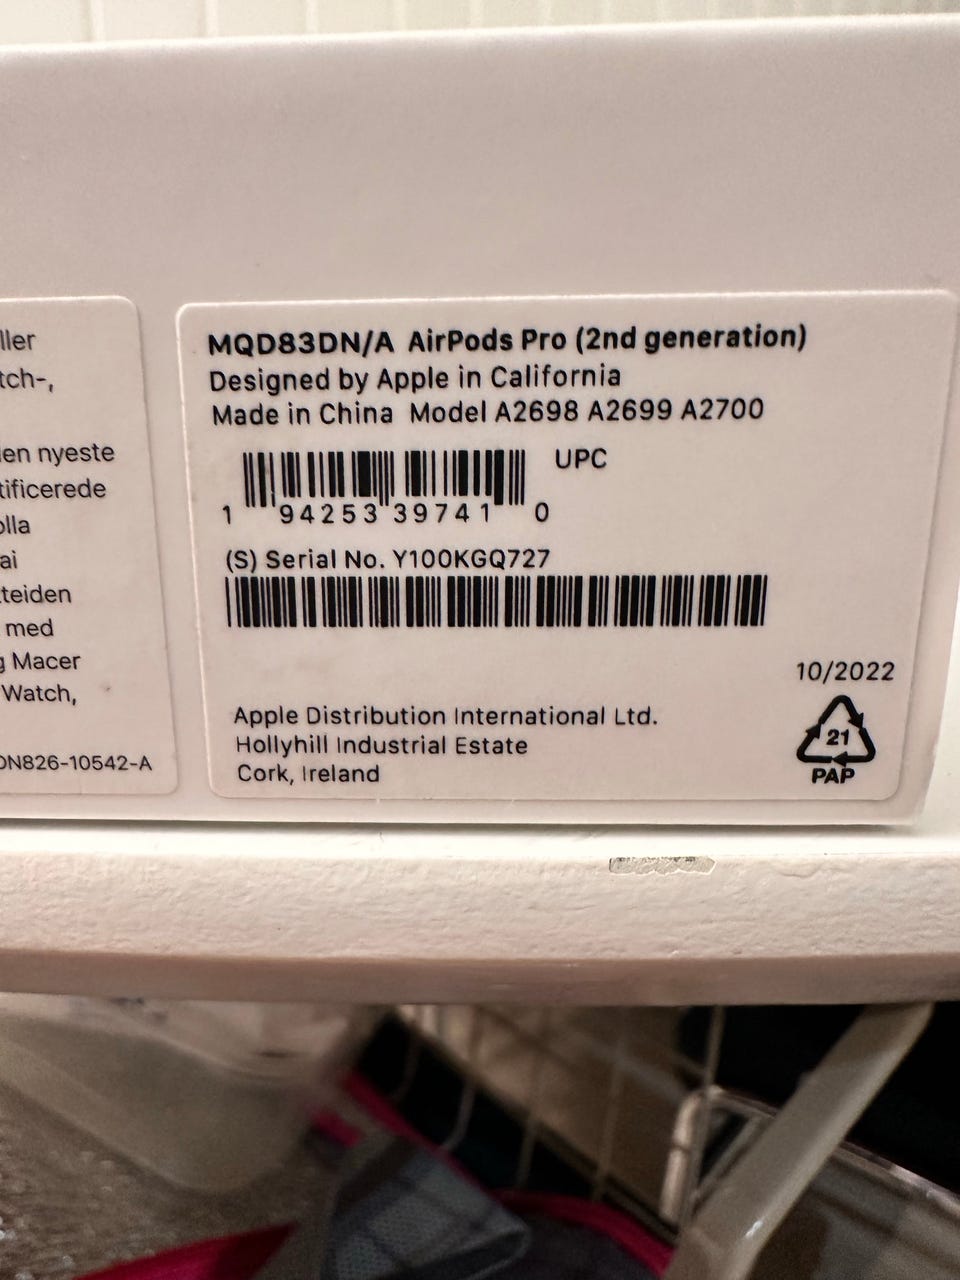 ller
tch-,
en nyeste
tificerede
olla
ai
teiden
med
g Macer
Watch,
DN826-10542-A
MQD83DN/A AirPods Pro (2nd generation)
Designed by Apple in California
Made in China Model A2698 A2699 A2700
UPC
1 94253 39741 0
(S) Serial No. Y100KGQ727
10/2022
Apple Distribution International Ltd.
Hollyhill Industrial Estate
Cork, Ireland
21
PAP